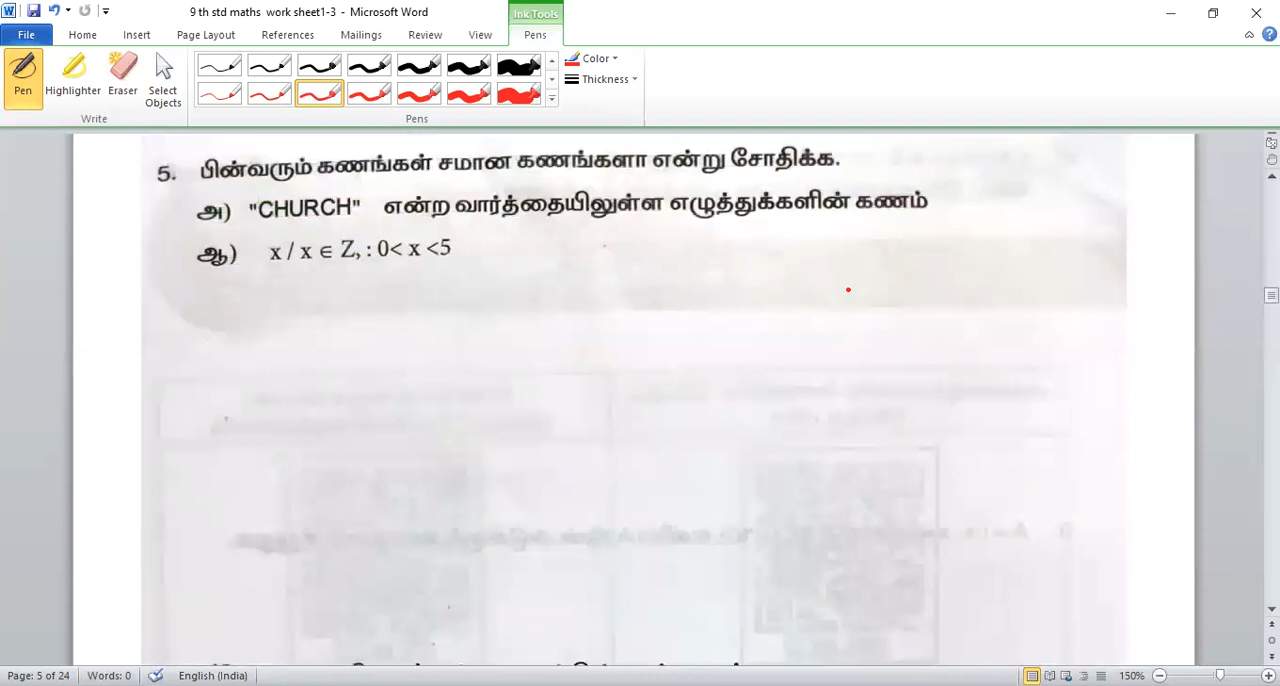 9 th std maths work sheet1-3 - Microsoft Word
Ink Tools
File Home Insert Page Layout References Mailings Review View Pens
Pen Highlighter Eraser Select Objects
Color
Thickness
Write Pens
5. பின்வரும் கணங்கள் சமான கணங்களா என்று சோதிக்க.
அ) "CHURCH" என்ற வார்த்தையிலுள்ள எழுத்துக்களின் கணம்
ஆ) x / x ∈ Z, : 0< x <5
Page: 5 of 24 Words: 0 English (India) 150%